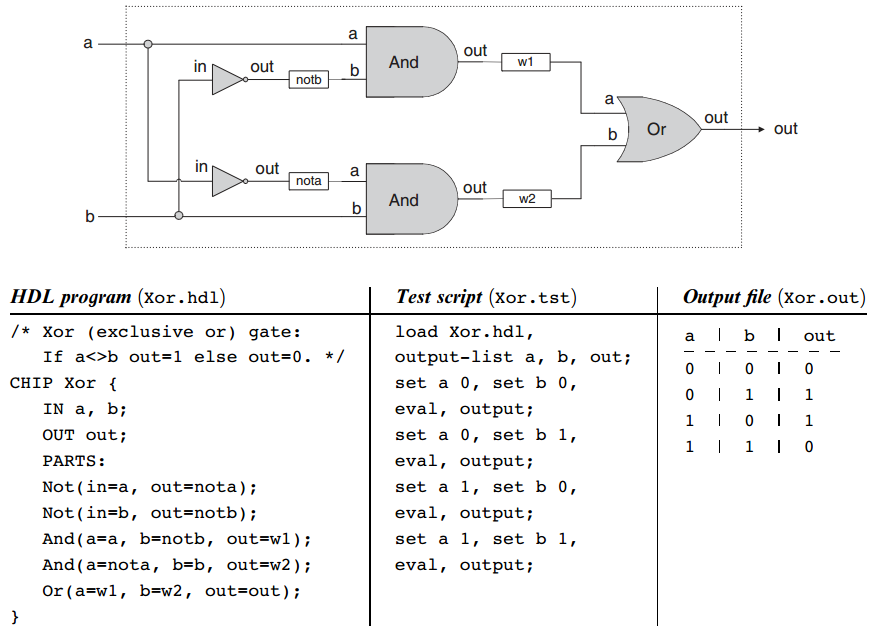 a
a
And
out
w1
in
out
notb
b
a
Or
out
out
b
in
out
nota
a
And
out
w2
b
b
HDL program (Xor.hdl)
/* Xor (exclusive or) gate:
If a<>b out=1 else out=0. */
CHIP Xor {
IN a, b;
OUT out;
PARTS:
Not(in=a, out=nota);
Not(in=b, out=notb);
And(a=a, b=notb, out=w1);
And(a=nota, b=b, out=w2);
Or(a=w1, b=w2, out=out);
}
Test script (Xor.tst)
load Xor.hdl,
output-list a, b, out;
set a 0, set b 0,
eval, output;
set a 0, set b 1,
eval, output;
set a 1, set b 0,
eval, output;
set a 1, set b 1,
eval, output;
Output file (Xor.out)
a | b | out
0 | 0 | 0
0 | 1 | 1
1 | 0 | 1
1 | 1 | 0